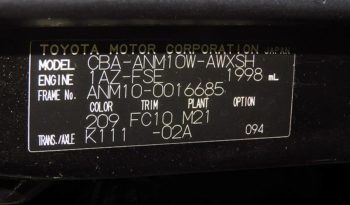 TOYOTA MOTOR CORPORATION JAPAN
MODEL CBA-ANM10W-AWXSH
ENGINE 1AZ-FSE 1998 mL
FRAME No. ANM10-0016685
COLOR TRIM PLANT OPTION
209 FC10 M21
TRANS./AXLE K111 -02A 094